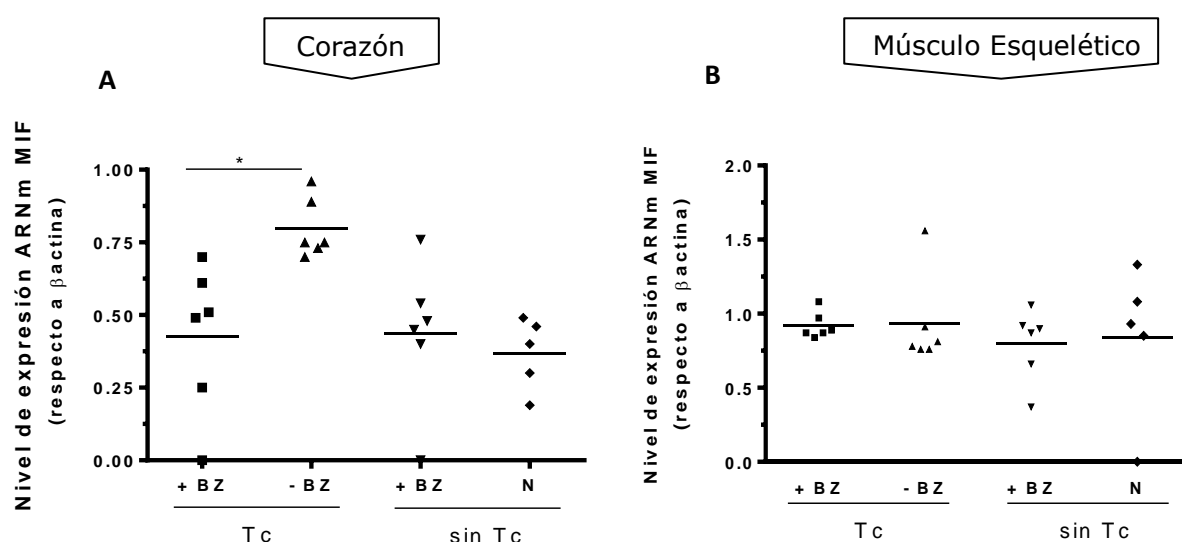 Corazón
Músculo Esquelético
A
B
Nivel de expresión ARNm MIF
(respecto a βactina)
1.00
0.75
0.50
0.25
0.00
*
+ BZ
- BZ
+ BZ
N
Tc
sin Tc
Nivel de expresión ARNm MIF
(respecto a βactina)
2.0
1.5
1.0
0.5
0.0
+ BZ
- BZ
+ BZ
N
Tc
sin Tc